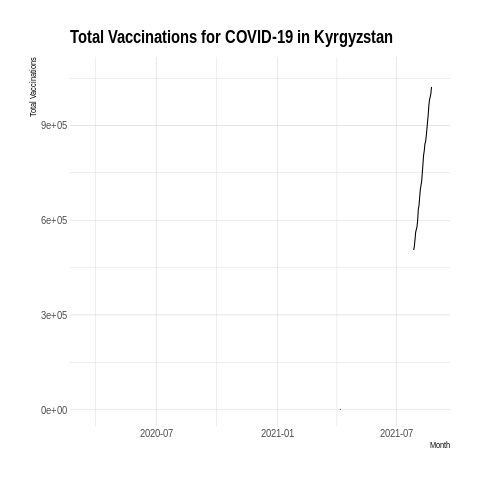 Total Vaccinations for COVID-19 in Kyrgyzstan
Total Vaccinations
9e+05
6e+05
3e+05
0e+00
2020-07 2021-01 2021-07
Month